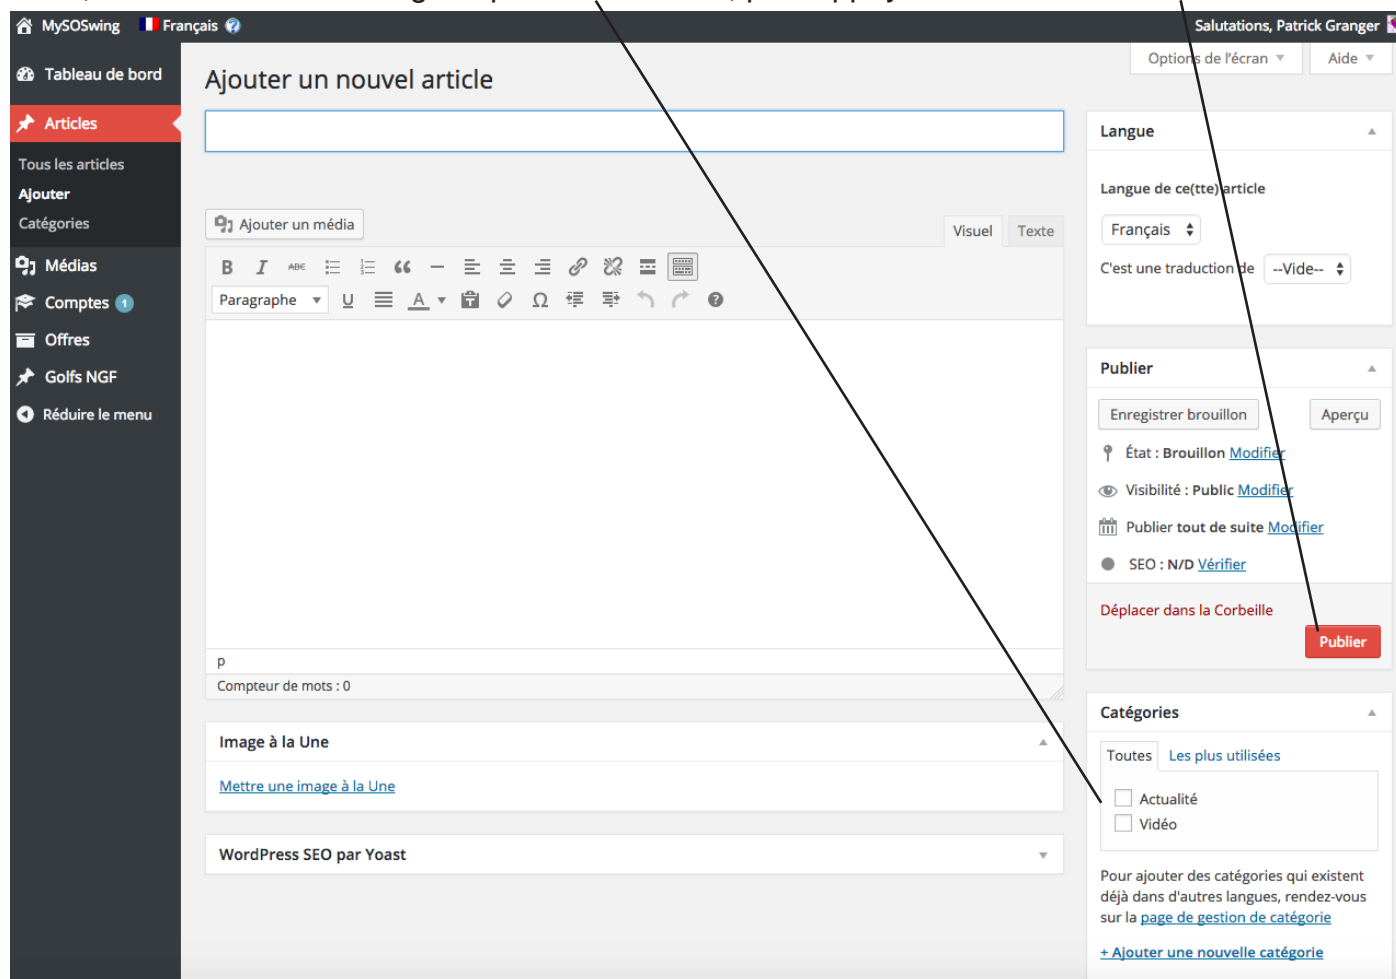 MySOSwing Français
Salutations, Patrick Granger
Options de l'écran Aide
Tableau de bord
Articles
Tous les articles
Ajouter
Catégories
Médias
Comptes 1
Offres
Golfs NGF
Réduire le menu
Ajouter un nouvel article
Ajouter un média
Visuel Texte
B I ABE
Paragraphe U A Ω
p
Compteur de mots : 0
Image à la Une
Mettre une image à la Une
WordPress SEO par Yoast
Langue
Langue de ce(tte) article
Français
C'est une traduction de --Vide--
Publier
Enregistrer brouillon Aperçu
État : Brouillon Modifier
Visibilité : Public Modifier
Publier tout de suite Modifier
SEO : N/D Vérifier
Déplacer dans la Corbeille
Publier
Catégories
Toutes Les plus utilisées
Actualité
Vidéo
Pour ajouter des catégories qui existent
déjà dans d'autres langues, rendez-vous
sur la page de gestion de catégorie
+ Ajouter une nouvelle catégorie